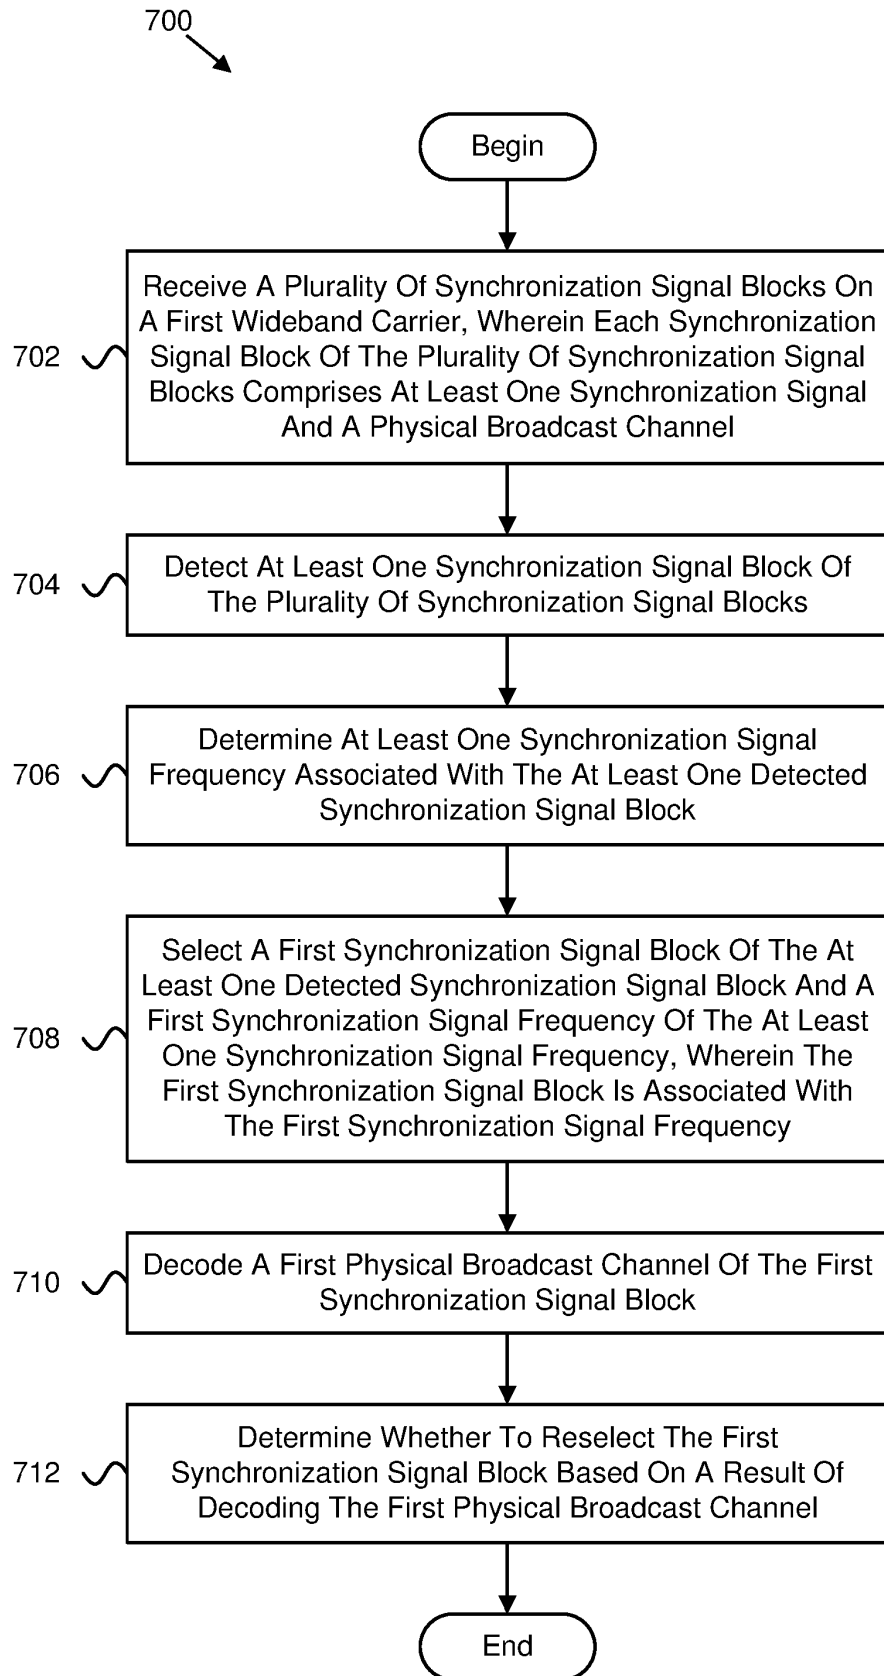 700
Begin
702
Receive A Plurality Of Synchronization Signal Blocks On
A First Wideband Carrier, Wherein Each Synchronization
Signal Block Of The Plurality Of Synchronization Signal
Blocks Comprises At Least One Synchronization Signal
And A Physical Broadcast Channel
704
Detect At Least One Synchronization Signal Block Of
The Plurality Of Synchronization Signal Blocks
706
Determine At Least One Synchronization Signal
Frequency Associated With The At Least One Detected
Synchronization Signal Block
708
Select A First Synchronization Signal Block Of The At
Least One Detected Synchronization Signal Block And A
First Synchronization Signal Frequency Of The At Least
One Synchronization Signal Frequency, Wherein The
First Synchronization Signal Block Is Associated With
The First Synchronization Signal Frequency
710
Decode A First Physical Broadcast Channel Of The First
Synchronization Signal Block
712
Determine Whether To Reselect The First
Synchronization Signal Block Based On A Result Of
Decoding The First Physical Broadcast Channel
End